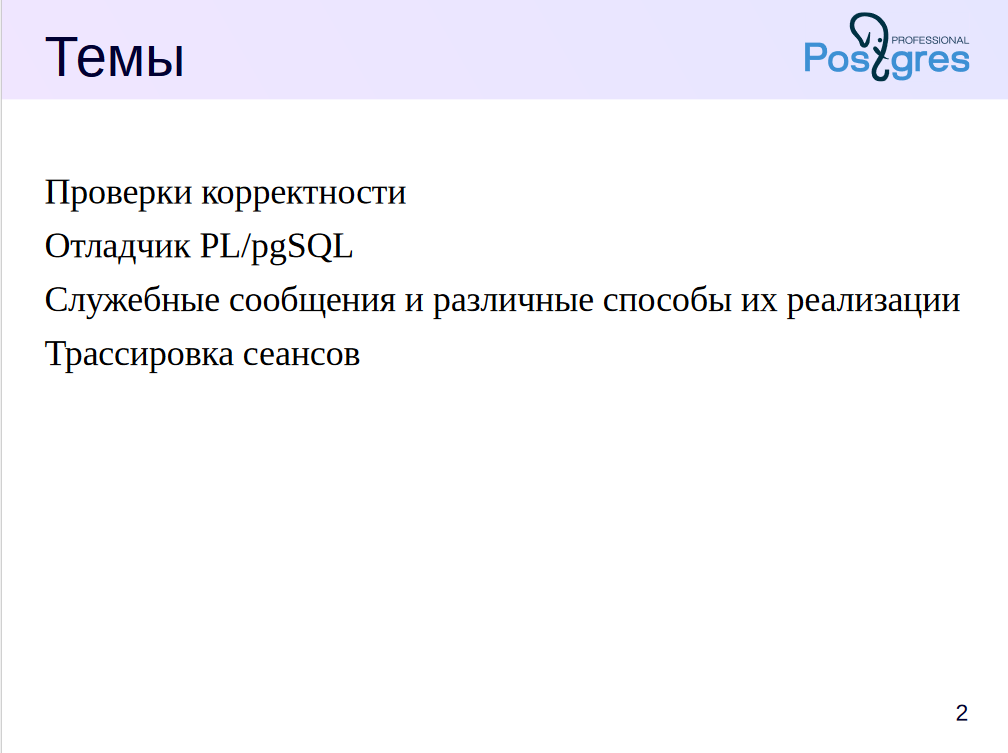 Темы
PROFESSIONAL
Postgres
Проверки корректности
Отладчик PL/pgSQL
Служебные сообщения и различные способы их реализации
Трассировка сеансов
2